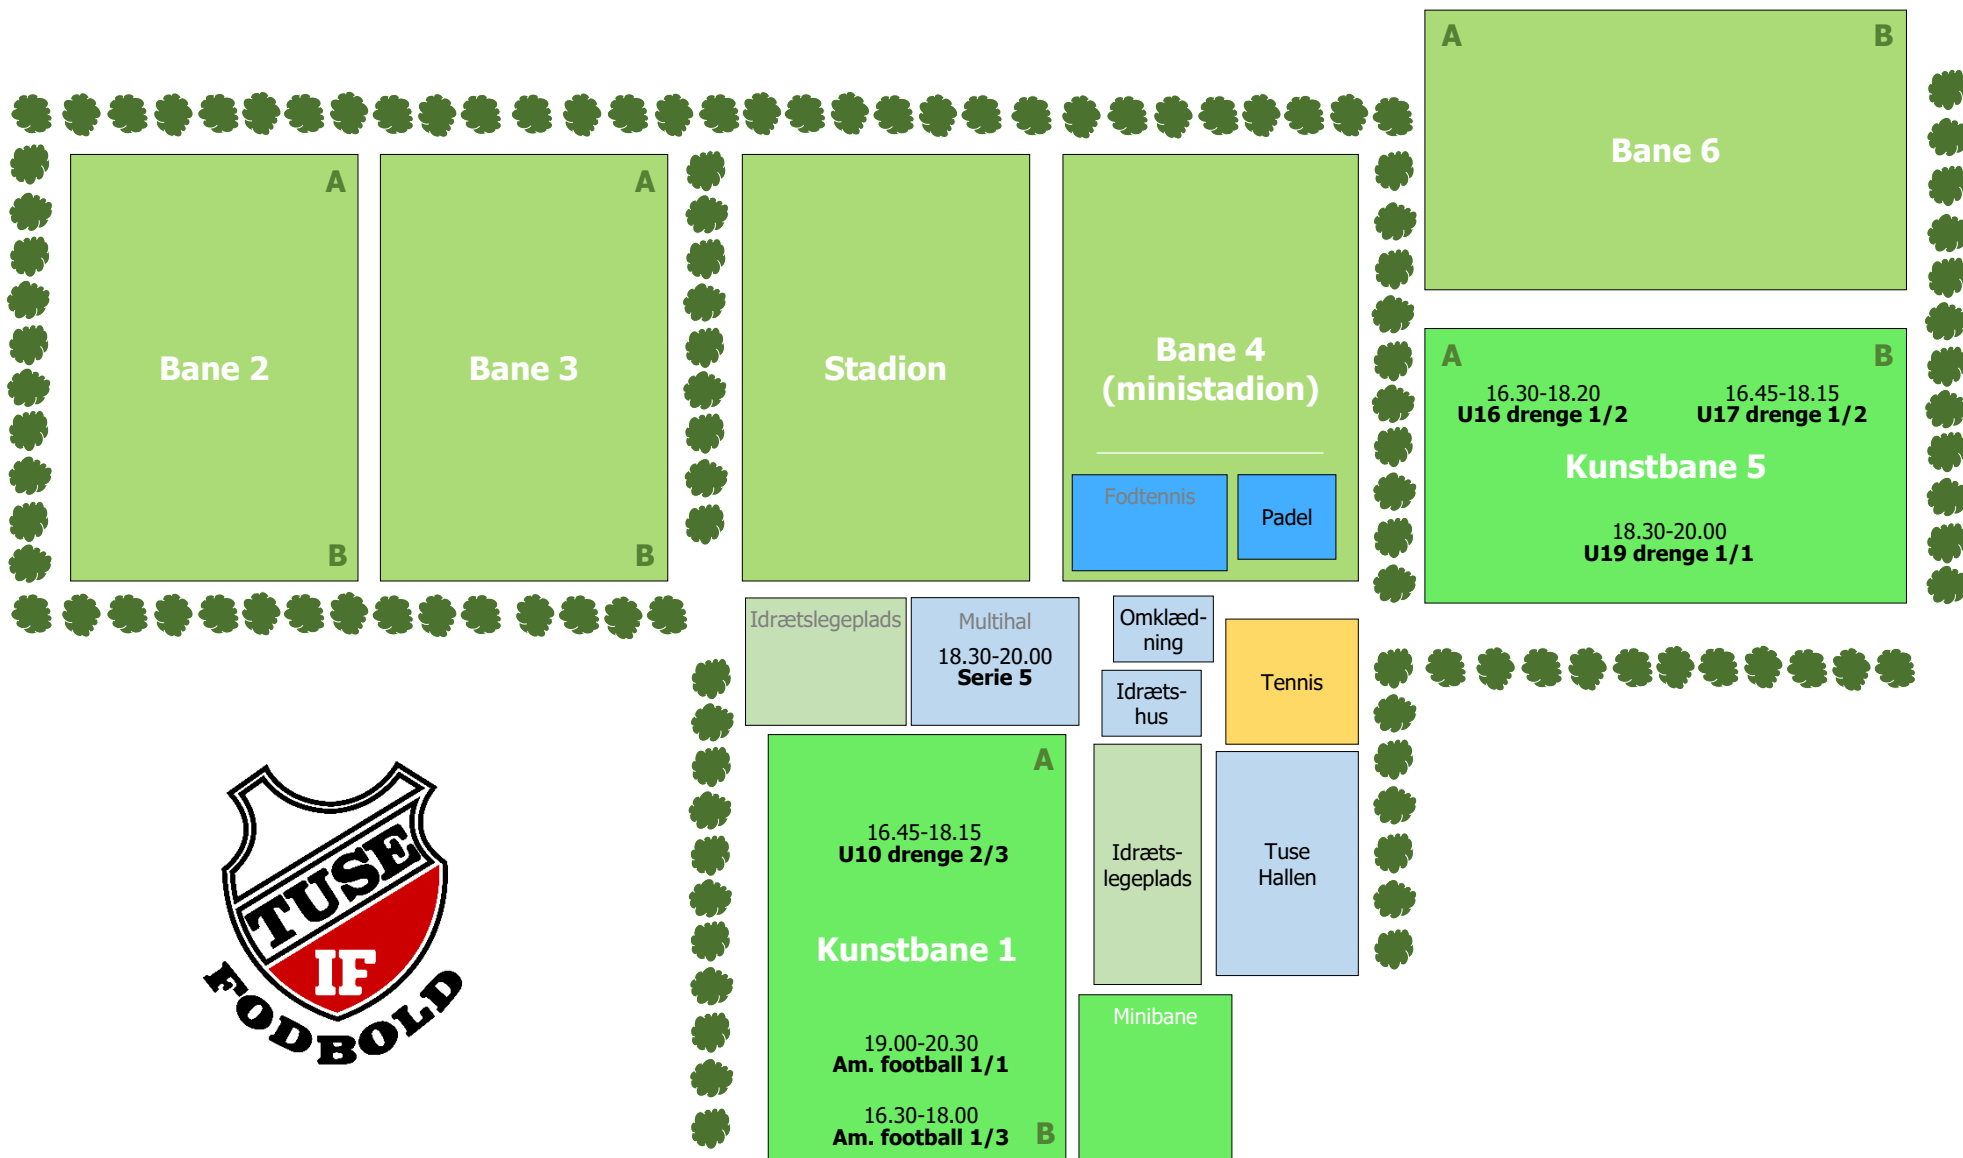 A
B
Bane 6
A
Bane 2
B
A
Bane 3
B
Stadion
Bane 4
(ministadion)
Fodtennis
Padel
A
B
16.30-18.20
U16 drenge 1/2
16.45-18.15
U17 drenge 1/2
Kunstbane 5
18.30-20.00
U19 drenge 1/1
Idrætslegeplads
Multihal
18.30-20.00
Serie 5
Omklæd-
ning
Idræts-
hus
Tennis
A
16.45-18.15
U10 drenge 2/3
Kunstbane 1
19.00-20.30
Am. football 1/1
16.30-18.00
Am. football 1/3
B
Idræts-
legeplads
Tuse
Hallen
Minibane
TUSE
IF
FODBOLD